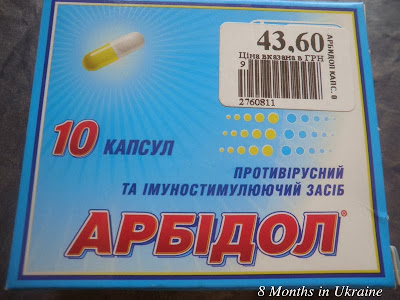 43,60
Ціна вказана в ГРН
9
2760811
АРБІДОЛ КАПС.
10 КАПСУЛ
ПРОТИВІРУСНИЙ
ТА ІМУНОСТИМУЛЮЮЧИЙ ЗАСІБ
АРБІДОЛ®
8 Months in Ukraine